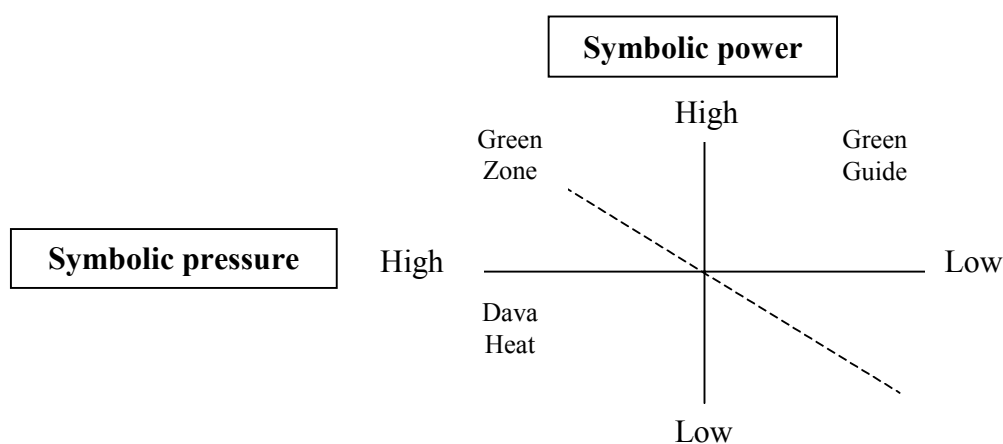 Symbolic power
High
Green
Zone
Green
Guide
Symbolic pressure
High
Low
Dava
Heat
Low